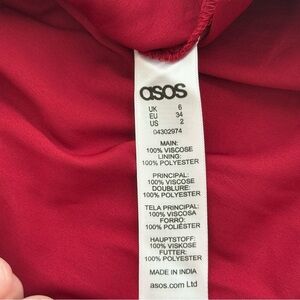 asos
UK 6
EU 34
US 2
04302974
MAIN:
100% VISCOSE
LINING:
100% POLYESTER
PRINCIPAL:
100% VISCOSE
DOUBLURE:
100% POLYESTER
TELA PRINCIPAL:
100% VISCOSA
FORRO:
100% POLIÉSTER
HAUPTSTOFF:
100% VISKOSE
FUTTER:
100% POLYESTER
MADE IN INDIA
asos.com Ltd